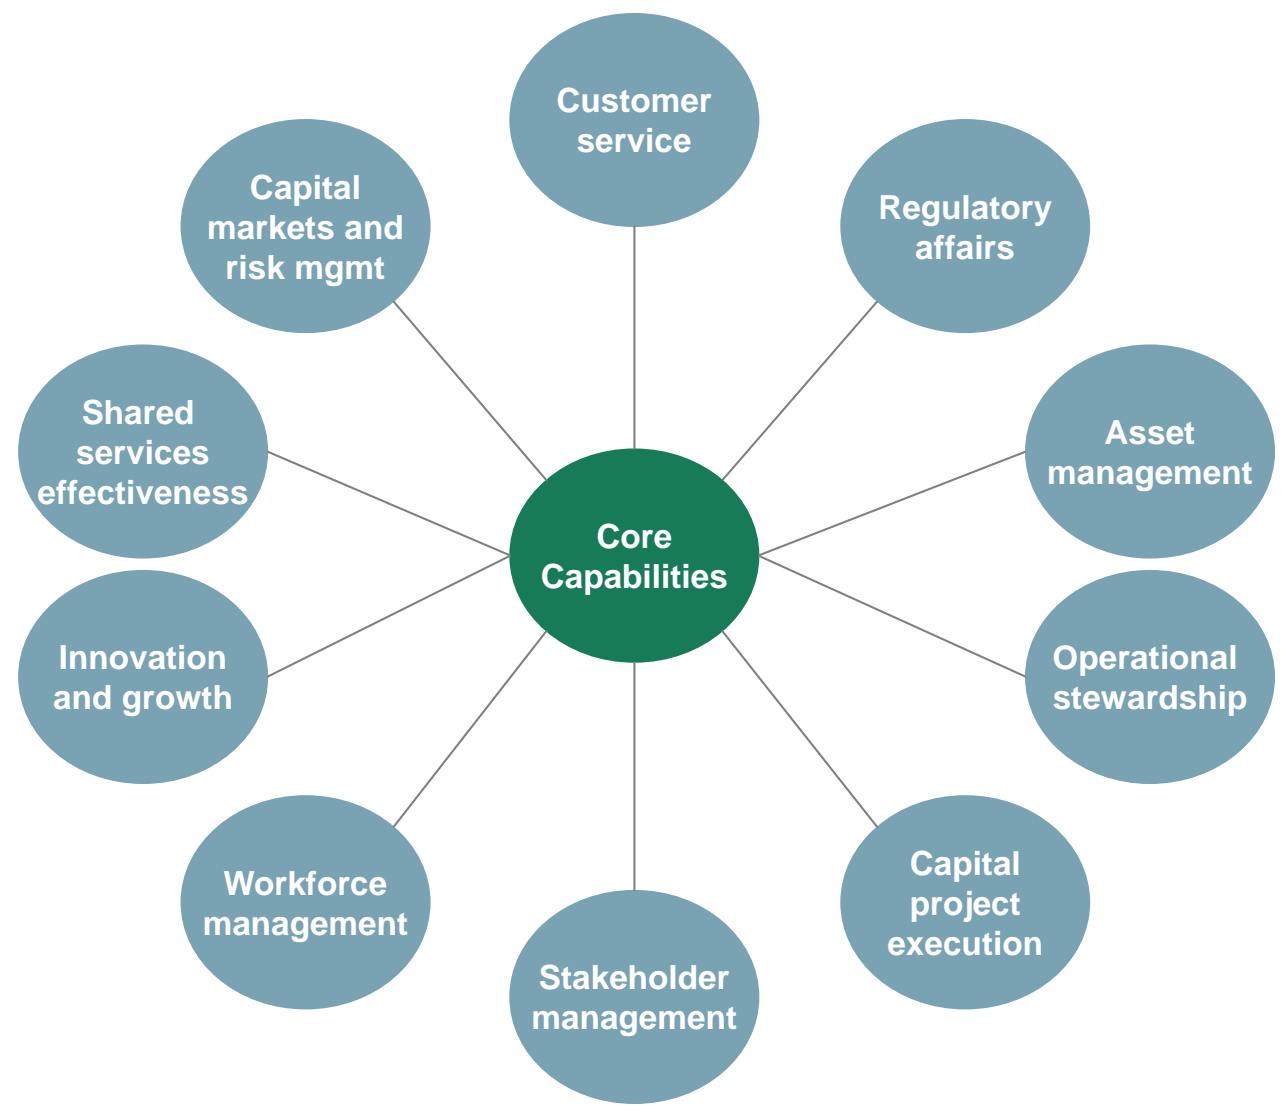 Customer
service
Capital
markets and
risk mgmt
Regulatory
affairs
Shared
services
effectiveness
Asset
management
Core
Capabilities
Innovation
and growth
Operational
stewardship
Workforce
management
Capital
project
execution
Stakeholder
management